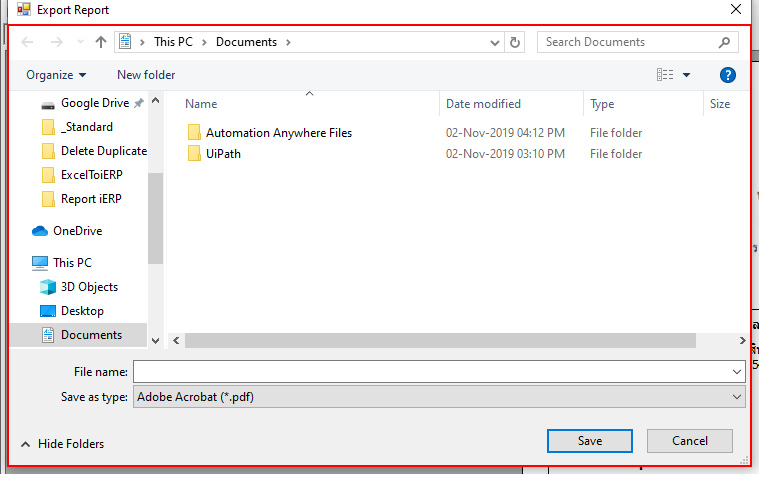 Export Report
This PC > Documents >
Search Documents
Organize
New folder
Google Drive
_Standard
Delete Duplicate
ExcelToiERP
Report iERP
OneDrive
This PC
3D Objects
Desktop
Documents
Name Date modified Type Size
Automation Anywhere Files 02-Nov-2019 04:12 PM File folder
UiPath 02-Nov-2019 03:10 PM File folder
File name:
Save as type: Adobe Acrobat (*.pdf)
Hide Folders
Save
Cancel